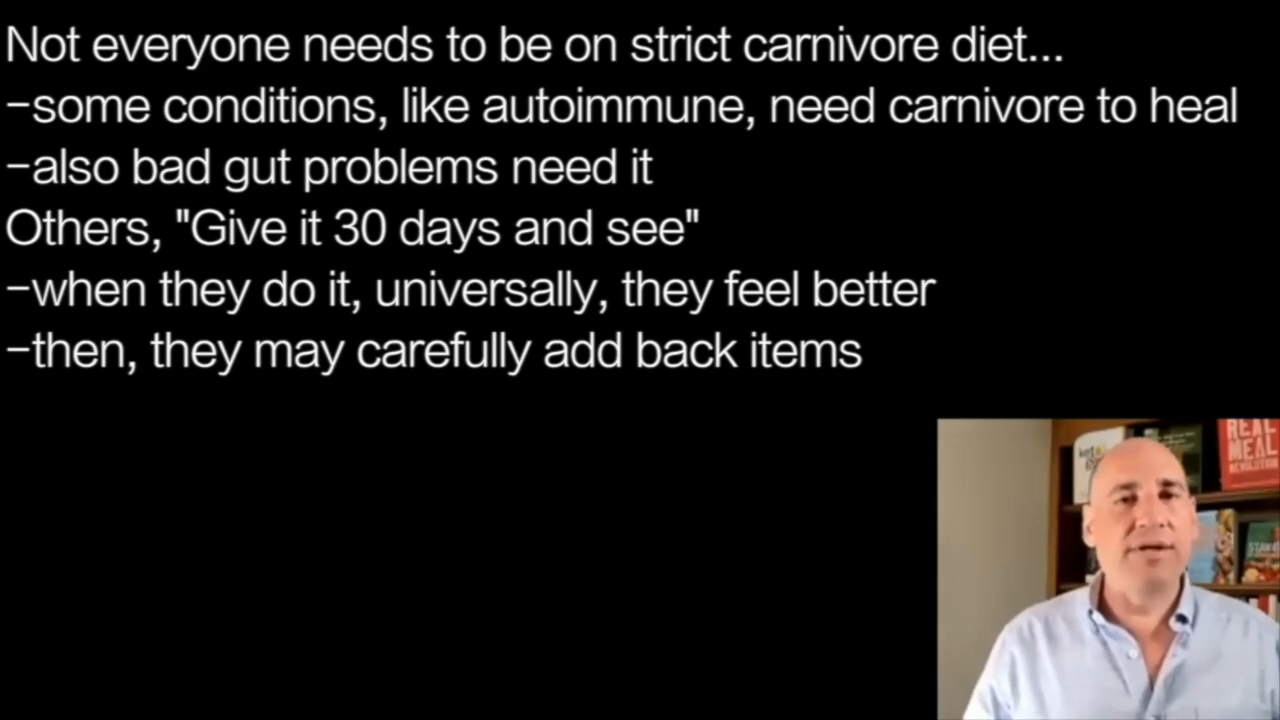 Not everyone needs to be on strict carnivore diet...
–some conditions, like autoimmune, need carnivore to heal
–also bad gut problems need it
Others, "Give it 30 days and see"
–when they do it, universally, they feel better
–then, they may carefully add back items
REAL
MEAL
REVOLUTION